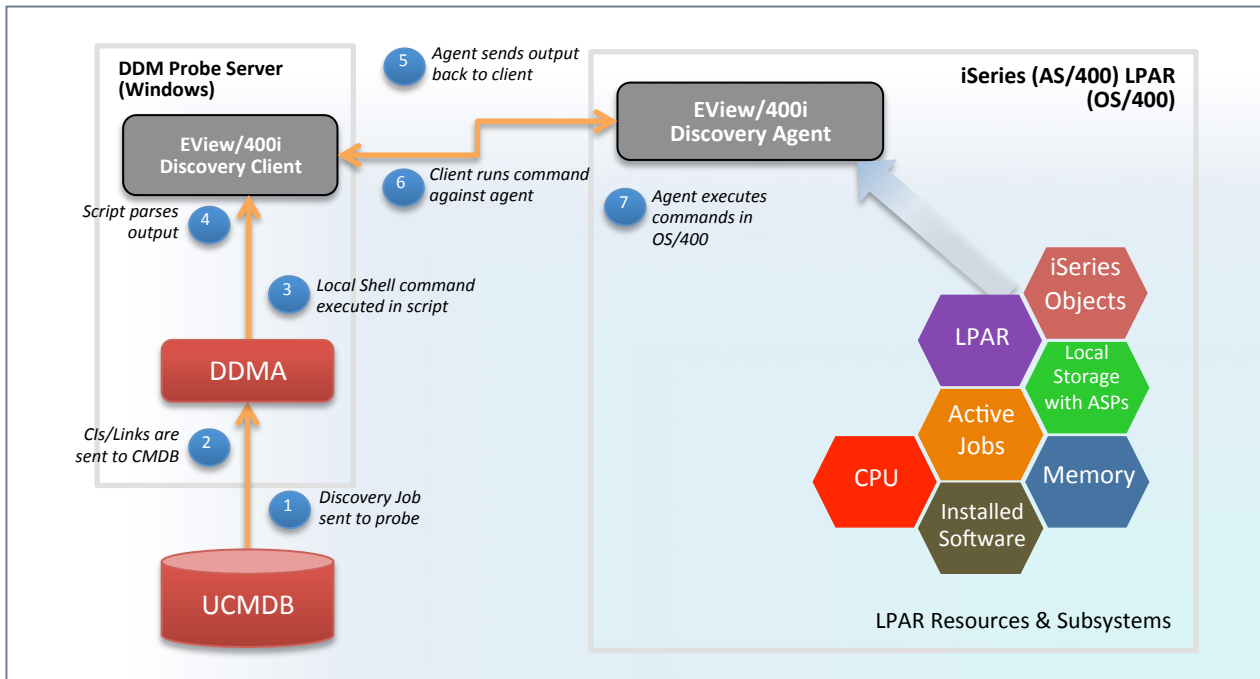 DDM Probe Server
(Windows)
EView/400i
Discovery Client
5
Agent sends output
back to client
6
Client runs command
against agent
4
Script parses
output
3
Local Shell command
executed in script
DDMA
2
CIs/Links are
sent to CMDB
1
Discovery Job
sent to probe
UCMDB
iSeries (AS/400) LPAR
(OS/400)
EView/400i
Discovery Agent
7
Agent executes
commands in
OS/400
iSeries
Objects
LPAR
Local
Storage
with ASPs
Active
Jobs
CPU
Memory
Installed
Software
LPAR Resources & Subsystems